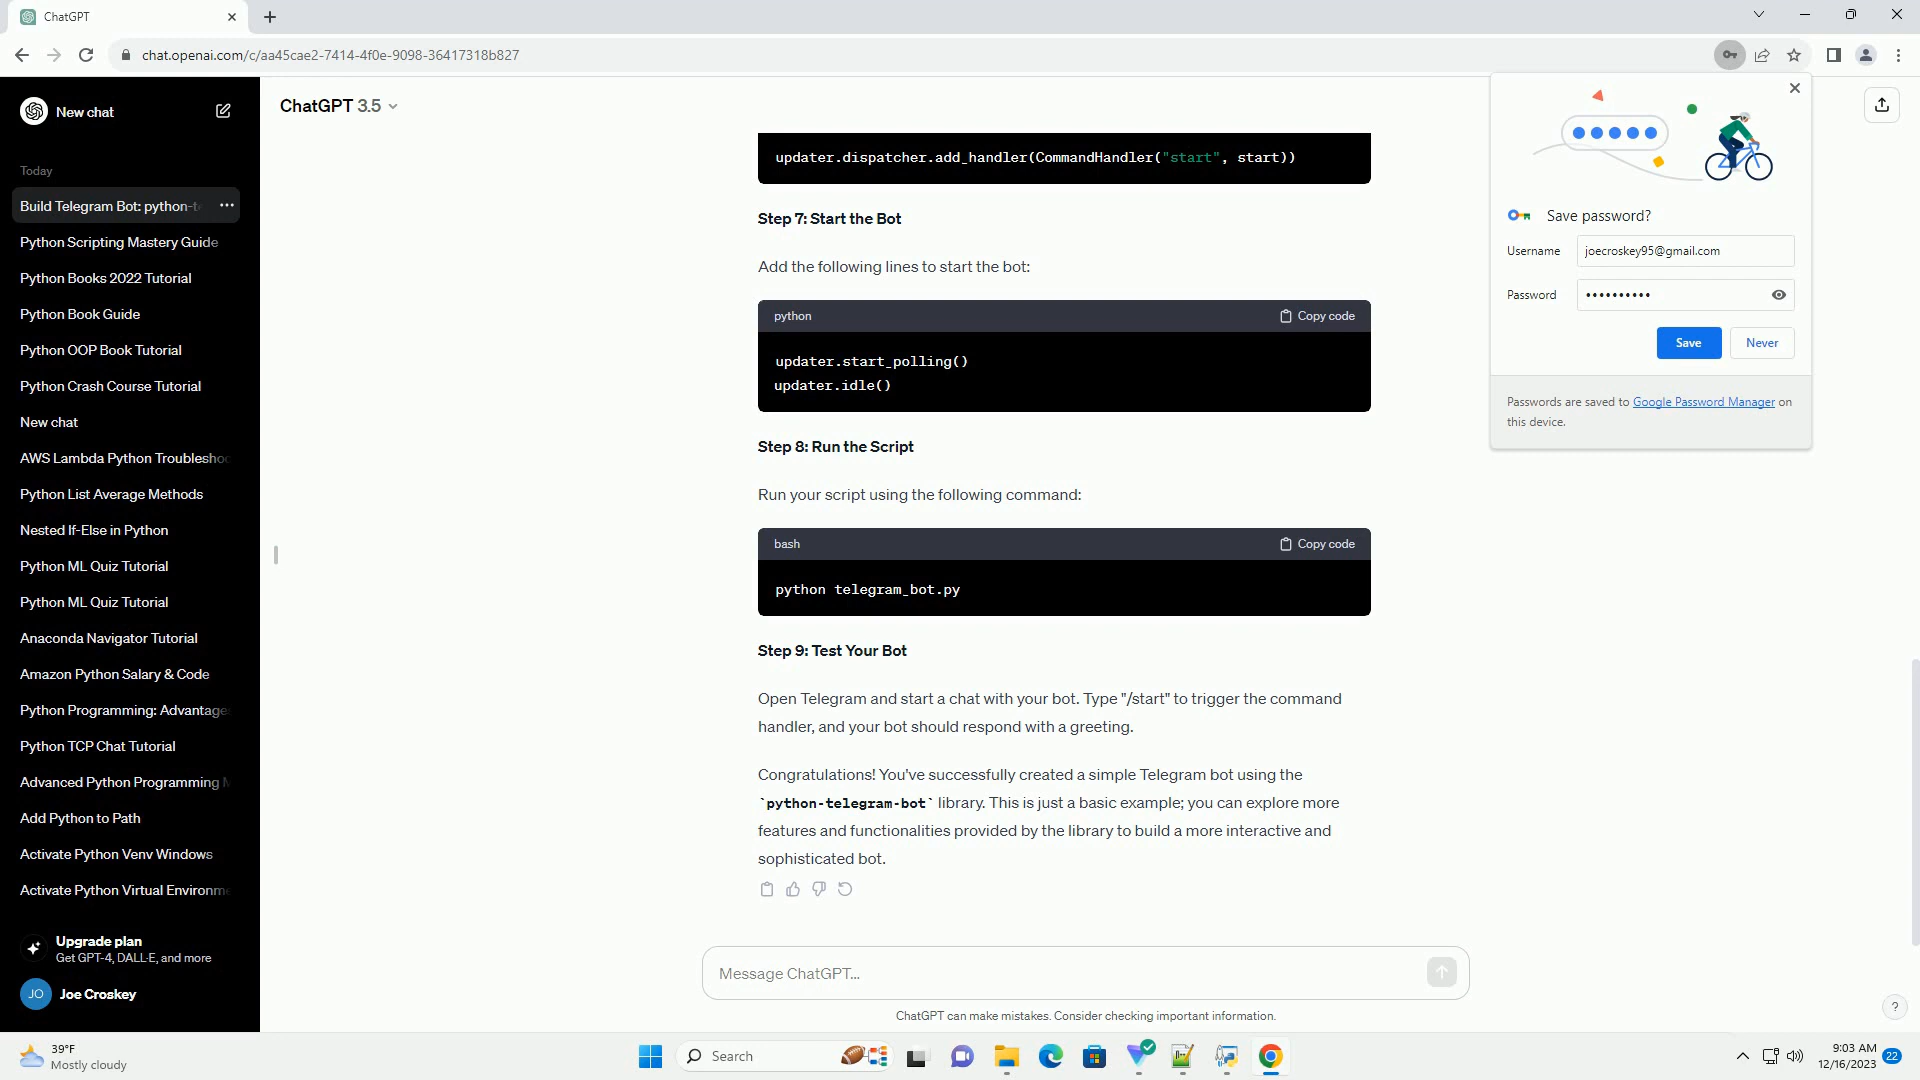 ChatGPT
chat.openai.com/c/aa45cae2-7414-4f0e-9098-36417318b827
New chat
Today
Build Telegram Bot: python-te
Python Scripting Mastery Guide
Python Books 2022 Tutorial
Python Book Guide
Python OOP Book Tutorial
Python Crash Course Tutorial
New chat
AWS Lambda Python Troubleshoo
Python List Average Methods
Nested If-Else in Python
Python ML Quiz Tutorial
Python ML Quiz Tutorial
Anaconda Navigator Tutorial
Amazon Python Salary & Code
Python Programming: Advantage
Python TCP Chat Tutorial
Advanced Python Programming M
Add Python to Path
Activate Python Venv Windows
Activate Python Virtual Environme
Upgrade plan
Get GPT-4, DALL·E, and more
JO Joe Croskey
ChatGPT 3.5
updater.dispatcher.add_handler(CommandHandler("start", start))
Step 7: Start the Bot
Add the following lines to start the bot:
python Copy code
updater.start_polling()
updater.idle()
Step 8: Run the Script
Run your script using the following command:
bash Copy code
python telegram_bot.py
Step 9: Test Your Bot
Open Telegram and start a chat with your bot. Type "/start" to trigger the command
handler, and your bot should respond with a greeting.
Congratulations! You've successfully created a simple Telegram bot using the
`python-telegram-bot` library. This is just a basic example; you can explore more
features and functionalities provided by the library to build a more interactive and
sophisticated bot.
Message ChatGPT...
ChatGPT can make mistakes. Consider checking important information.
?
Save password?
Username joecroskey95@gmail.com
Password ••••••••••
Save Never
Passwords are saved to Google Password Manager on
this device.
39°F
Mostly cloudy
Search
9:03 AM
12/16/2023
22